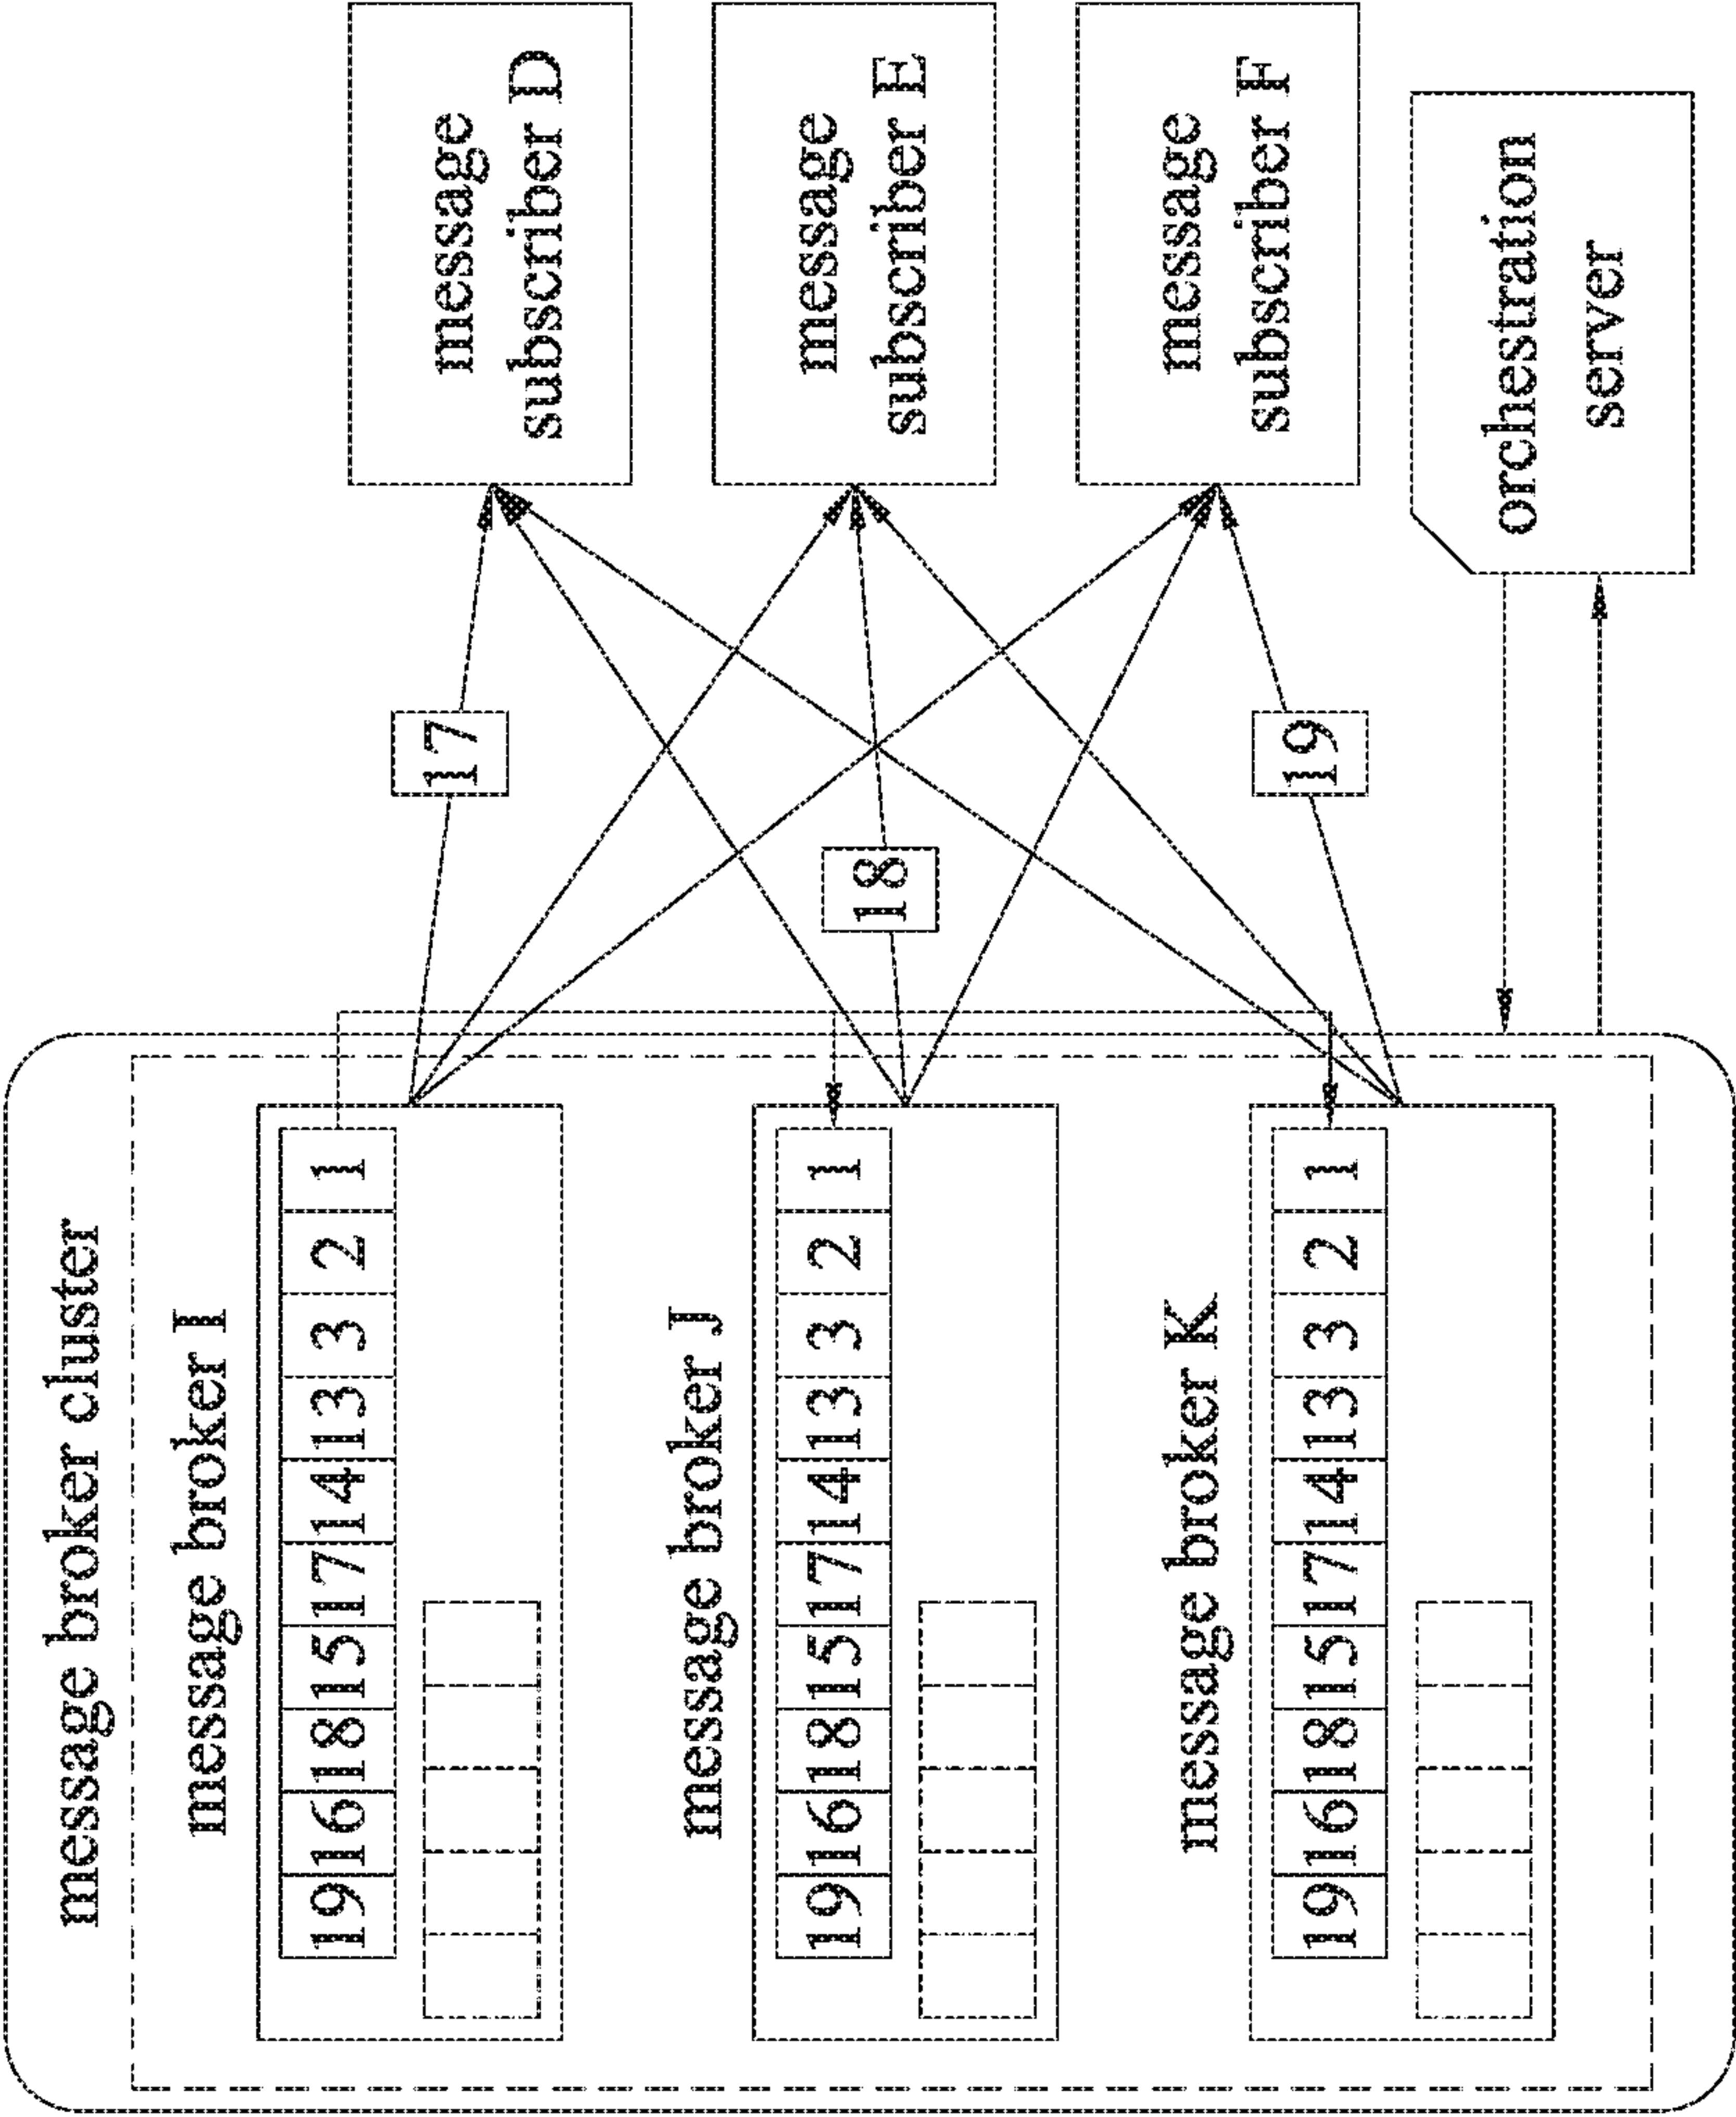 message broker cluster
message broker I
19 16 18 15 17 14 13 3 2 1
17
message
subscriber D
message broker J
19 16 18 15 17 14 13 3 2 1
18
message
subscriber E
message broker K
19 16 18 15 17 14 13 3 2 1
19
message
subscriber F
orchestration
server